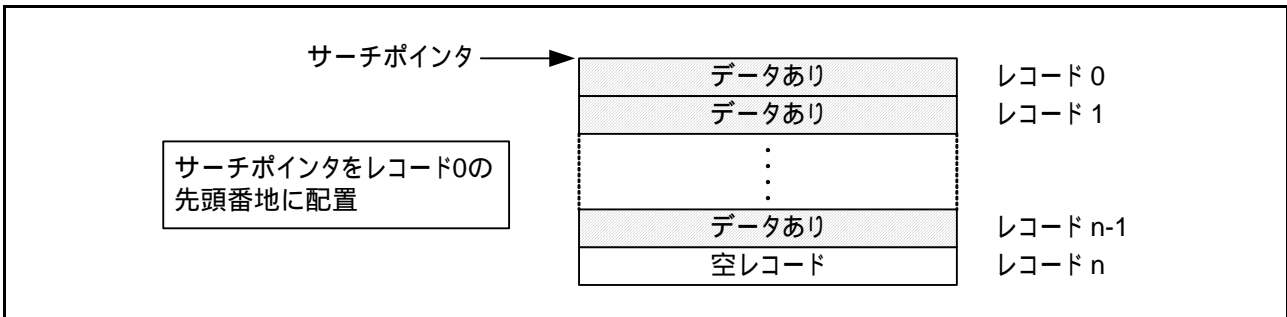 サーチポインタ
データあり レコード 0
データあり レコード 1
サーチポインタをレコード0の
先頭番地に配置
データあり レコード n-1
空レコード レコード n